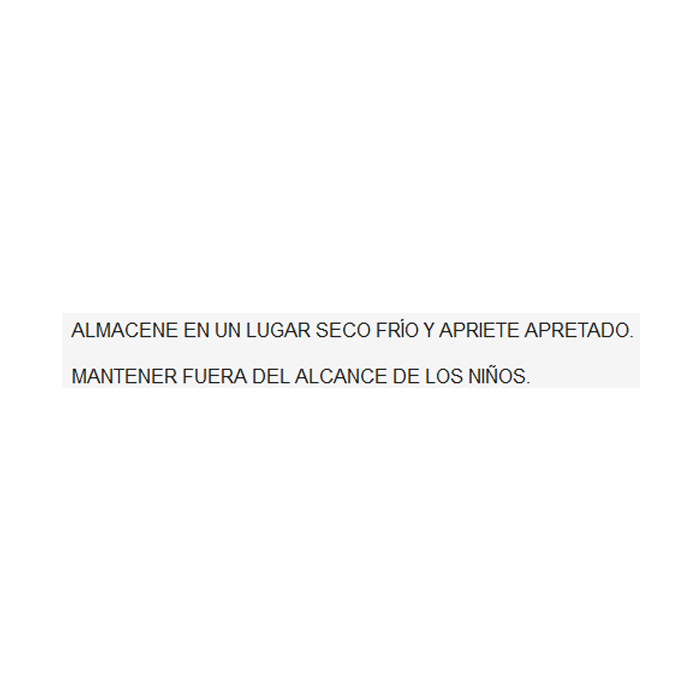 ALMACENE EN UN LUGAR SECO FRÍO Y APRIETE APRETADO.
MANTENER FUERA DEL ALCANCE DE LOS NIÑOS.